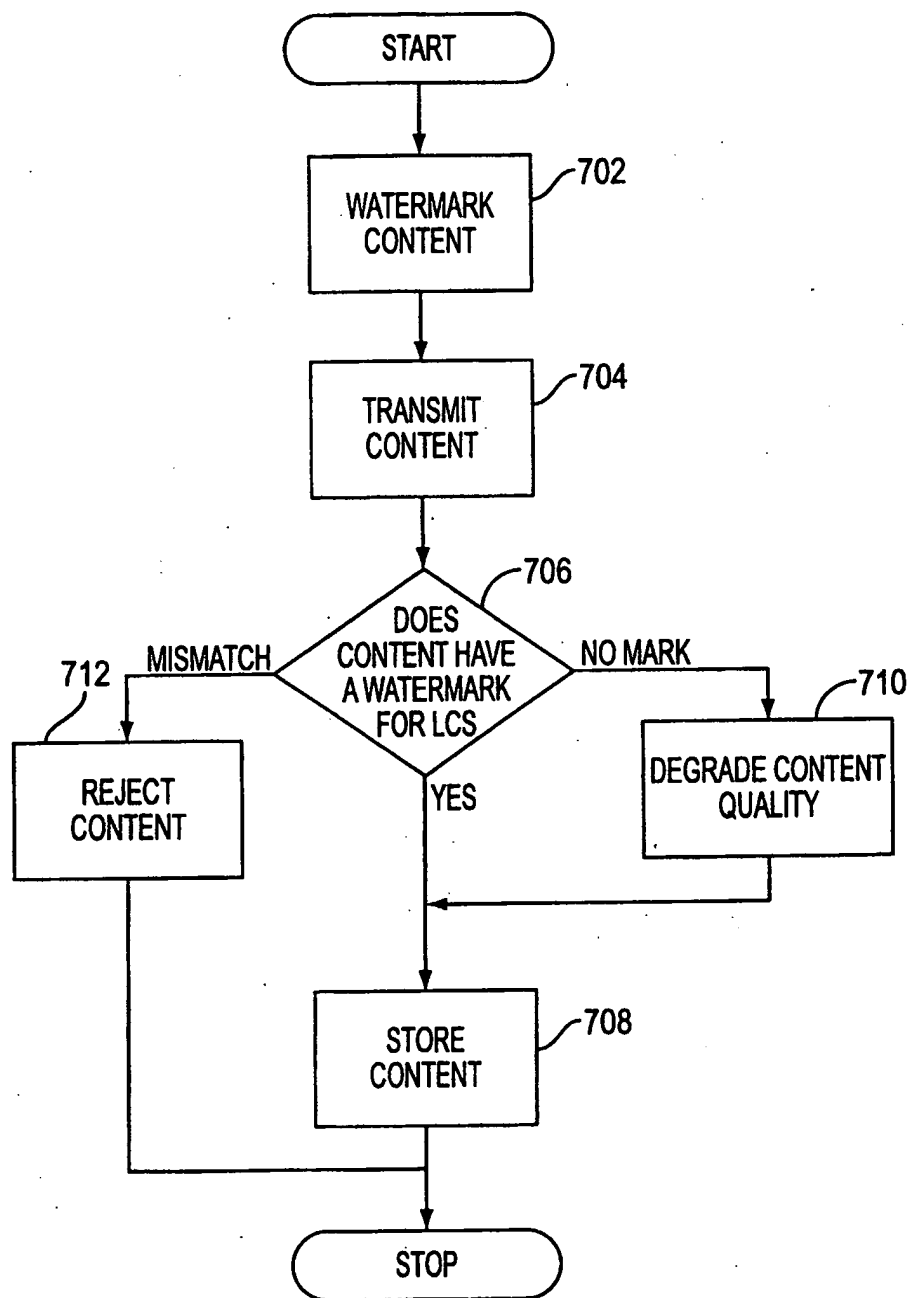 START
702
WATERMARK
CONTENT
704
TRANSMIT
CONTENT
706
DOES
CONTENT HAVE
A WATERMARK
FOR LCS
MISMATCH
NO MARK
712
710
REJECT
CONTENT
YES
DEGRADE CONTENT
QUALITY
708
STORE
CONTENT
STOP